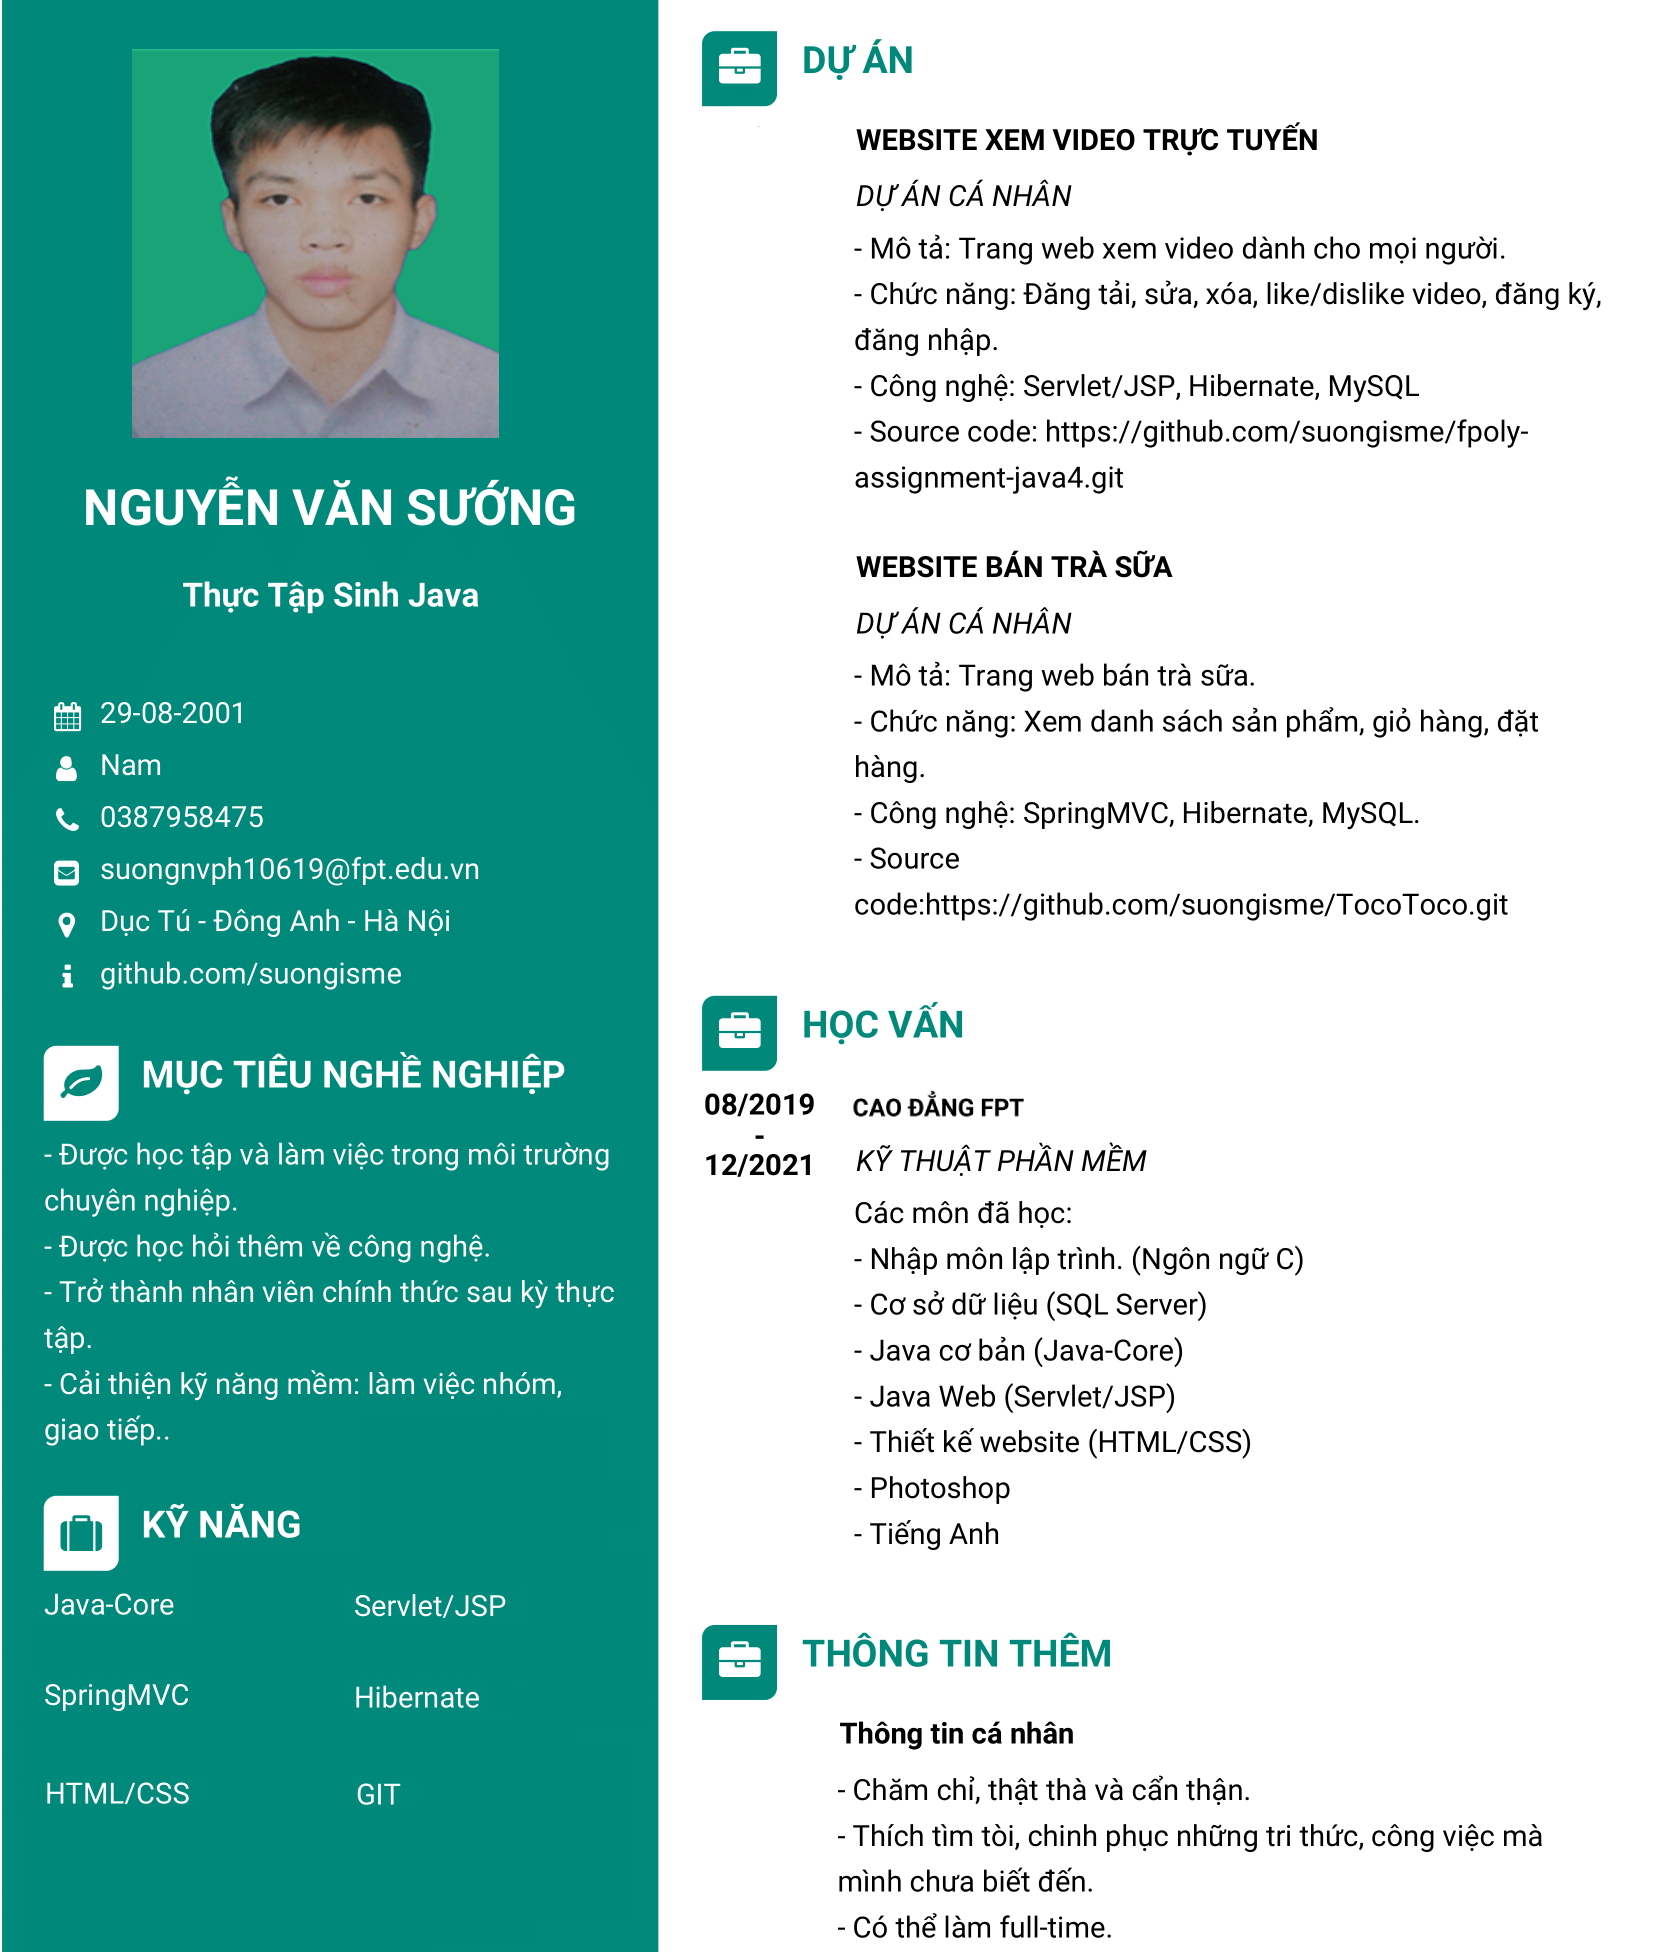 NGUYỄN VĂN SƯỚNG
Thực Tập Sinh Java
29-08-2001
Nam
0387958475
suongnvph10619@fpt.edu.vn
Dục Tú - Đông Anh - Hà Nội
github.com/suongisme
MỤC TIÊU NGHỀ NGHIỆP
- Được học tập và làm việc trong môi trường
chuyên nghiệp.
- Được học hỏi thêm về công nghệ.
- Trở thành nhân viên chính thức sau kỳ thực
tập.
- Cải thiện kỹ năng mềm: làm việc nhóm,
giao tiếp..
KỸ NĂNG
Java-Core
Servlet/JSP
SpringMVC
Hibernate
HTML/CSS
GIT
DỰ ÁN
WEBSITE XEM VIDEO TRỰC TUYẾN
DỰ ÁN CÁ NHÂN
- Mô tả: Trang web xem video dành cho mọi người.
- Chức năng: Đăng tải, sửa, xóa, like/dislike video, đăng ký,
đăng nhập.
- Công nghệ: Servlet/JSP, Hibernate, MySQL
- Source code: https://github.com/suongisme/fpoly-
assignment-java4.git
WEBSITE BÁN TRÀ SỮA
DỰ ÁN CÁ NHÂN
- Mô tả: Trang web bán trà sữa.
- Chức năng: Xem danh sách sản phẩm, giỏ hàng, đặt
hàng.
- Công nghệ: SpringMVC, Hibernate, MySQL.
- Source
code:https://github.com/suongisme/TocoToco.git
HỌC VẤN
08/2019
-
12/2021
CAO ĐẲNG FPT
KỸ THUẬT PHẦN MỀM
Các môn đã học:
- Nhập môn lập trình. (Ngôn ngữ C)
- Cơ sở dữ liệu (SQL Server)
- Java cơ bản (Java-Core)
- Java Web (Servlet/JSP)
- Thiết kế website (HTML/CSS)
- Photoshop
- Tiếng Anh
THÔNG TIN THÊM
Thông tin cá nhân
- Chăm chỉ, thật thà và cẩn thận.
- Thích tìm tòi, chinh phục những tri thức, công việc mà
mình chưa biết đến.
- Có thể làm full-time.